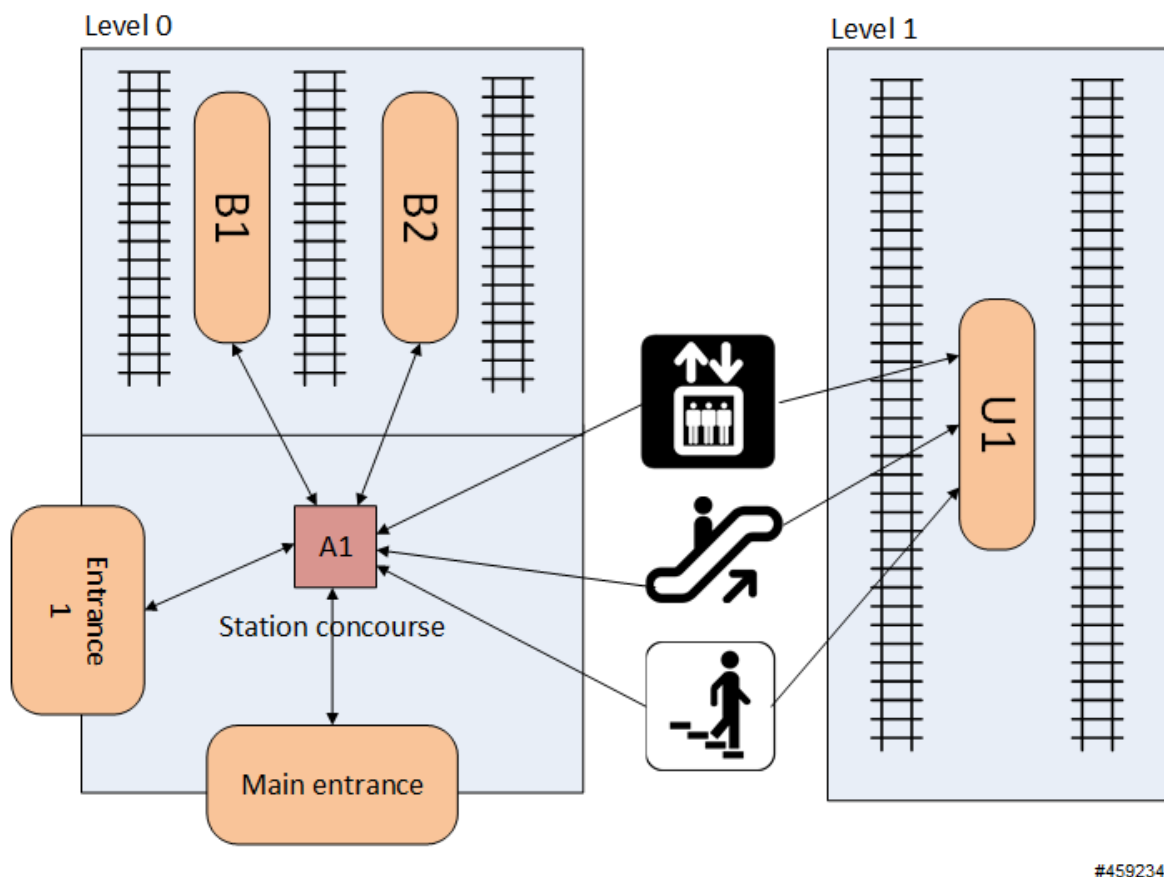 Level 0
Level 1
B1
B2
U1
A1
Entrance
1
Station concourse
Main entrance
#459234